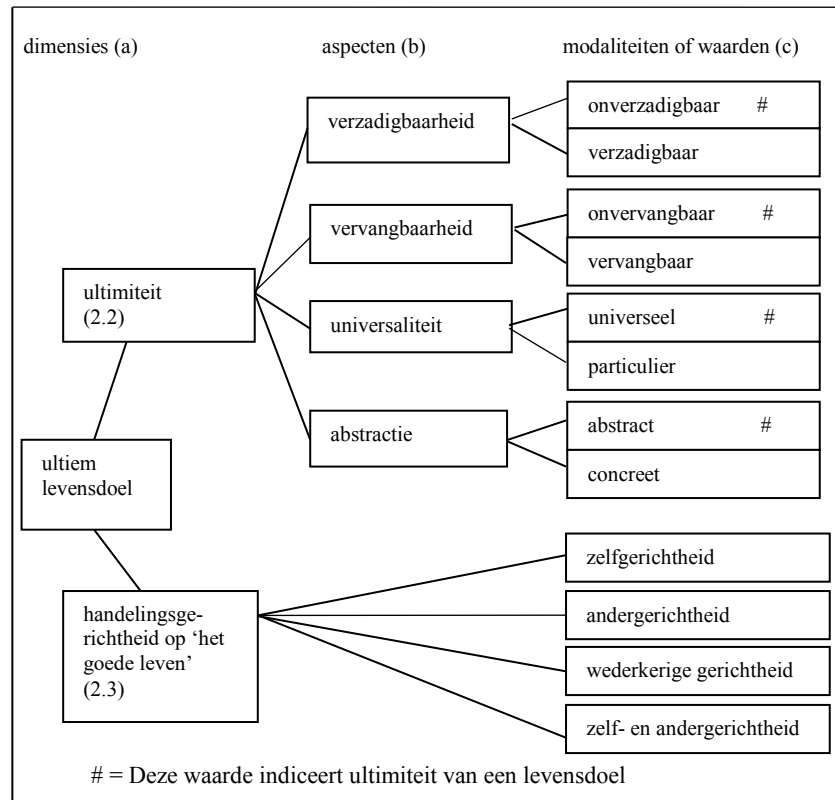 dimensies (a)
aspecten (b)
modaliteiten of waarden (c)
verzadigbaarheid
onverzadigbaar #
verzadigbaar
vervangbaarheid
onvervangbaar #
vervangbaar
ultimiteit
(2.2)
universaliteit
universeel #
particulier
abstractie
abstract #
concreet
ultiem
levensdoel
handelingsge-
richtheid op ‘het
goede leven’
(2.3)
zelfgerichtheid
andergerichtheid
wederkerige gerichtheid
zelf- en andergerichtheid
# = Deze waarde indiceert ultimiteit van een levensdoel